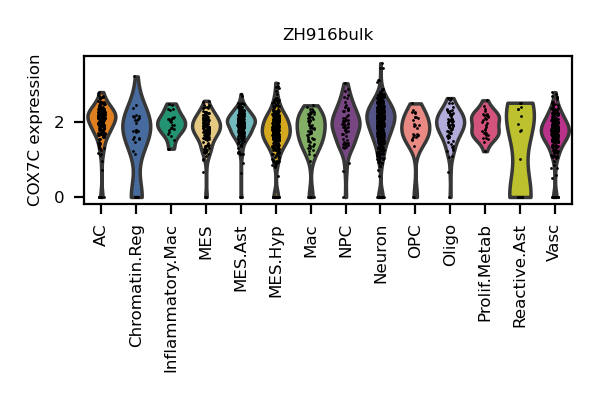 ZH916bulk
COX7C expression
2
0
AC
Chromatin.Reg
Inflammatory.Mac
MES
MES.Ast
MES.Hyp
Mac
NPC
Neuron
OPC
Oligo
Prolif.Metab
Reactive.Ast
Vasc